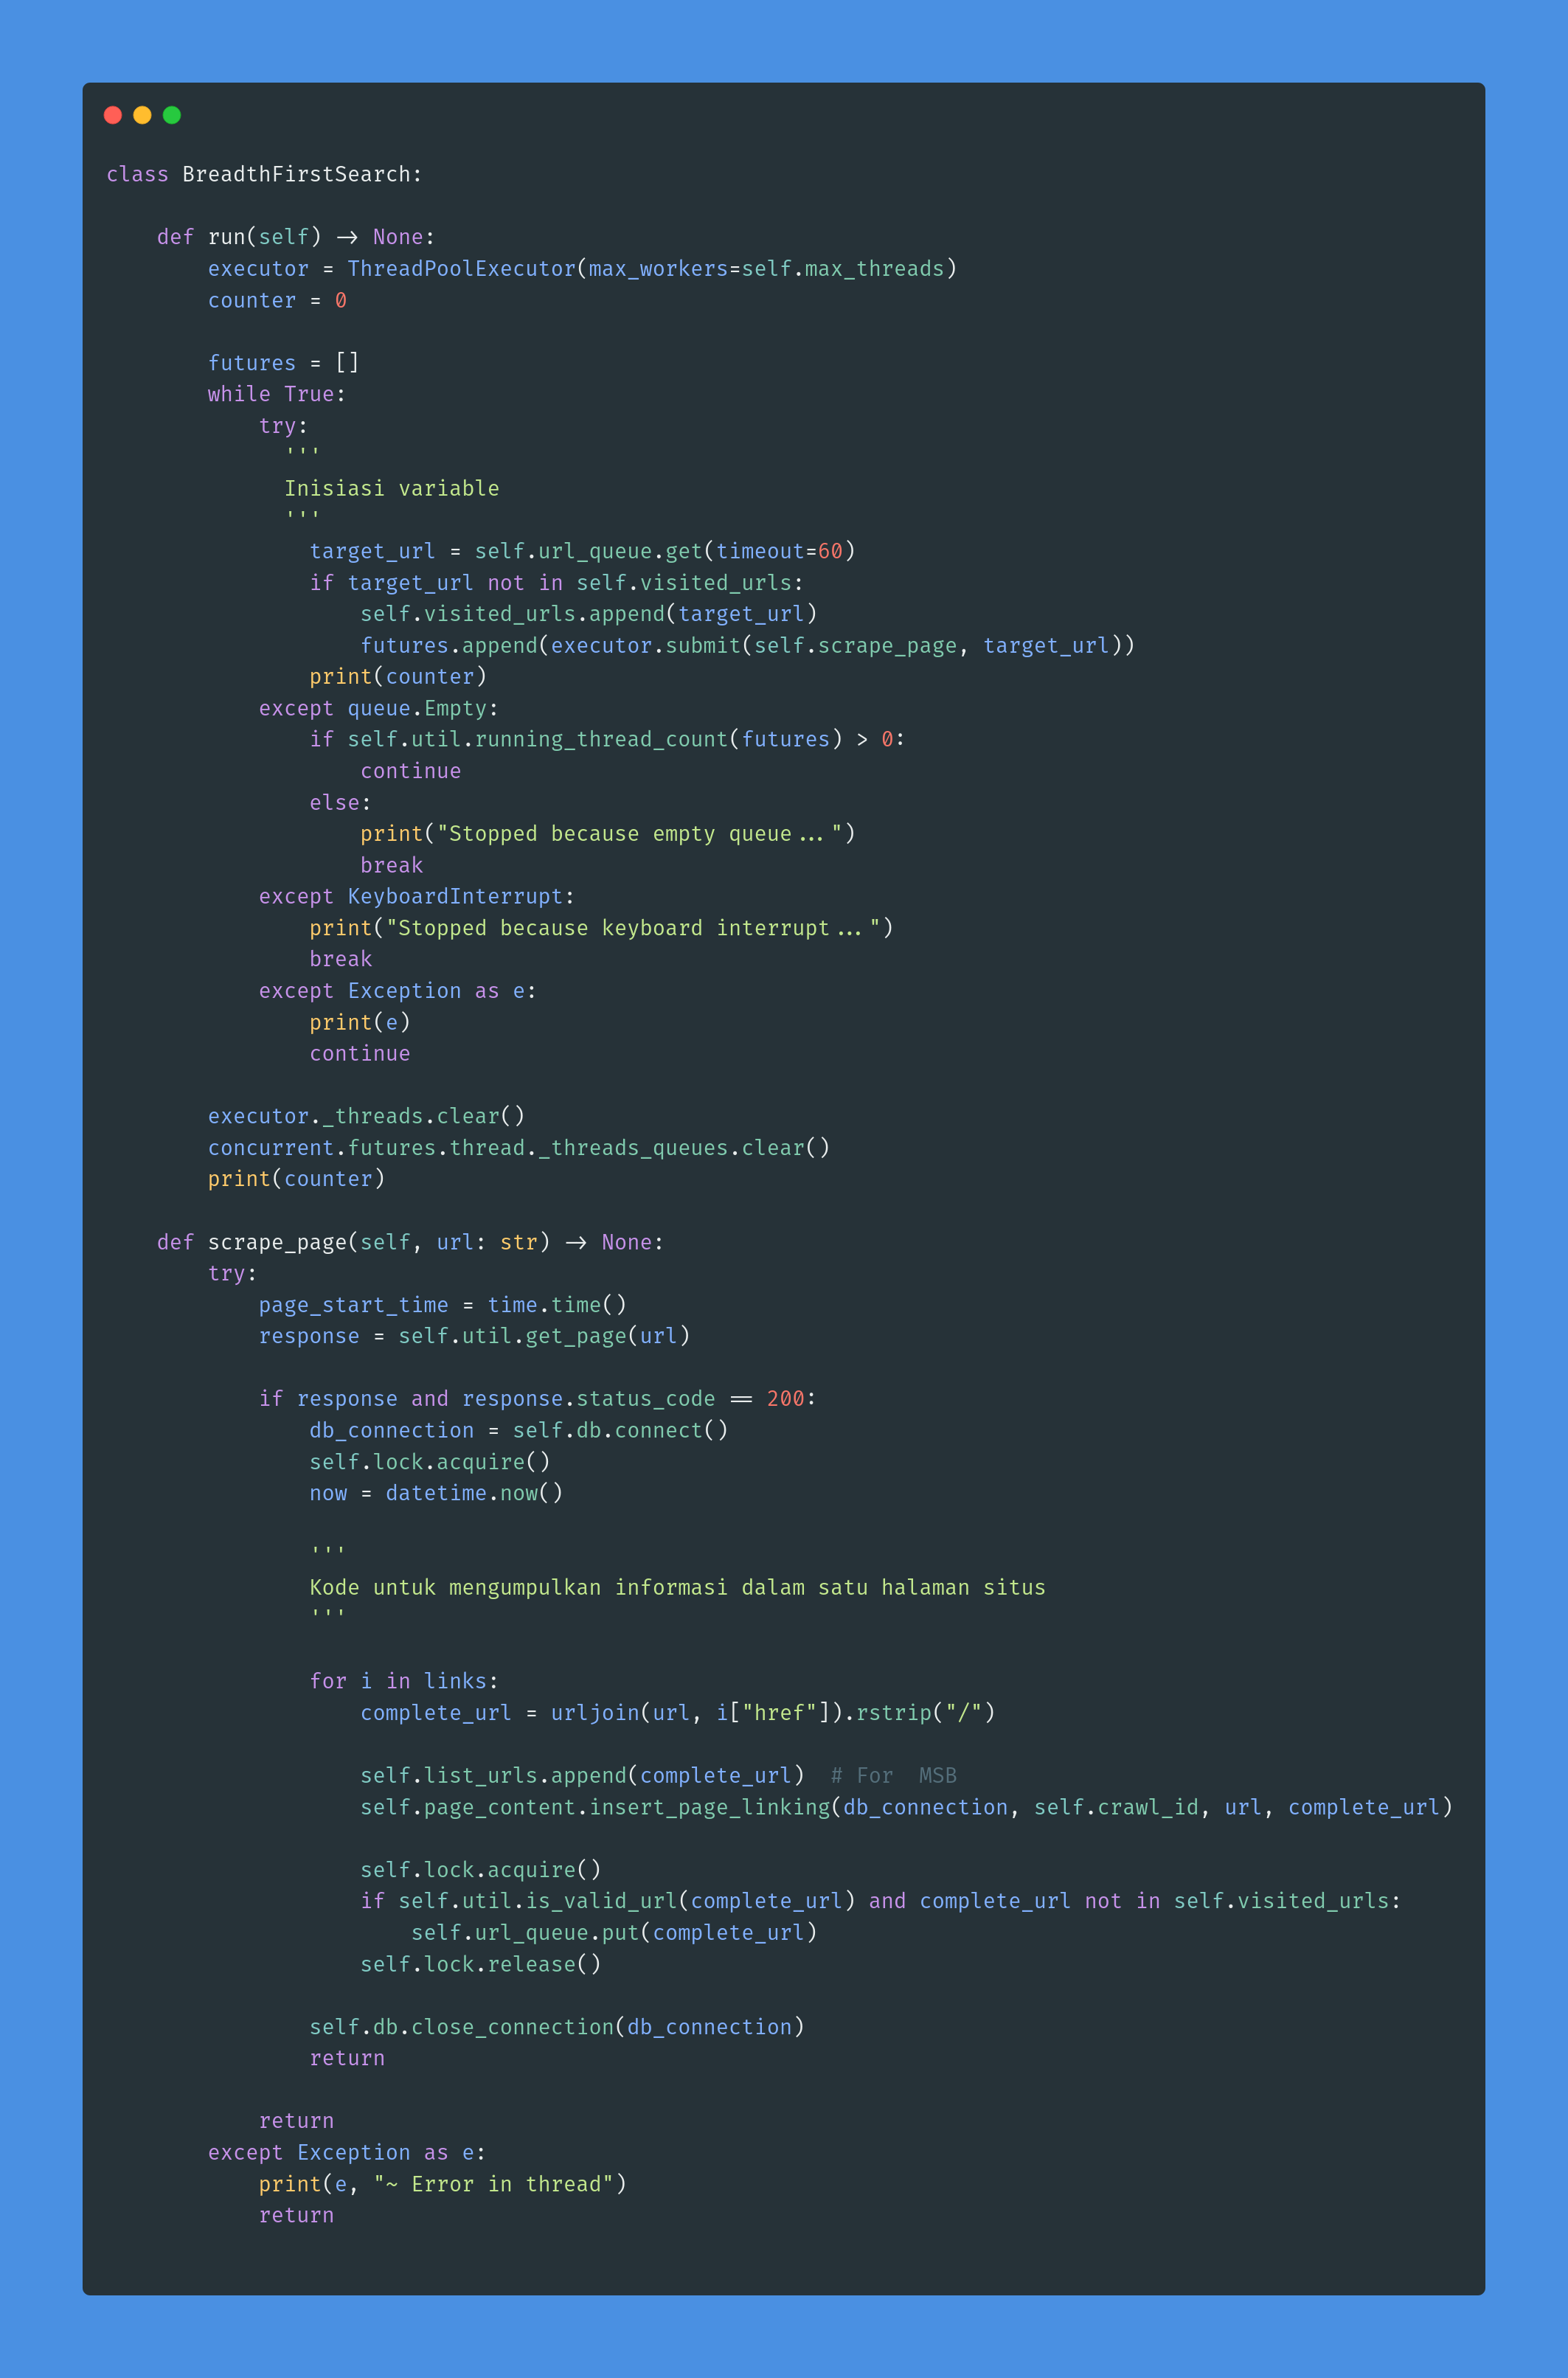 class BreadthFirstSearch:
    def run(self) -> None:
        executor = ThreadPoolExecutor(max_workers=self.max_threads)
        counter = 0
        futures = []
        while True:
            try:
              '''
              Inisiasi variable
              '''
                target_url = self.url_queue.get(timeout=60)
                if target_url not in self.visited_urls:
                    self.visited_urls.append(target_url)
                    futures.append(executor.submit(self.scrape_page, target_url))
                print(counter)
            except queue.Empty:
                if self.util.running_thread_count(futures) > 0:
                    continue
                else:
                    print("Stopped because empty queue...")
                    break
            except KeyboardInterrupt:
                print("Stopped because keyboard interrupt...")
                break
            except Exception as e:
                print(e)
                continue
        executor._threads.clear()
        concurrent.futures.thread._threads_queues.clear()
        print(counter)
    def scrape_page(self, url: str) -> None:
        try:
            page_start_time = time.time()
            response = self.util.get_page(url)
            if response and response.status_code == 200:
                db_connection = self.db.connect()
                self.lock.acquire()
                now = datetime.now()
                '''
                Kode untuk mengumpulkan informasi dalam satu halaman situs
                '''
                for i in links:
                    complete_url = urljoin(url, i["href"]).rstrip("/")
                    self.list_urls.append(complete_url)  # For  MSB
                    self.page_content.insert_page_linking(db_connection, self.crawl_id, url, complete_url)
                    self.lock.acquire()
                    if self.util.is_valid_url(complete_url) and complete_url not in self.visited_urls:
                        self.url_queue.put(complete_url)
                    self.lock.release()
                self.db.close_connection(db_connection)
                return
            return
        except Exception as e:
            print(e, "~ Error in thread")
            return